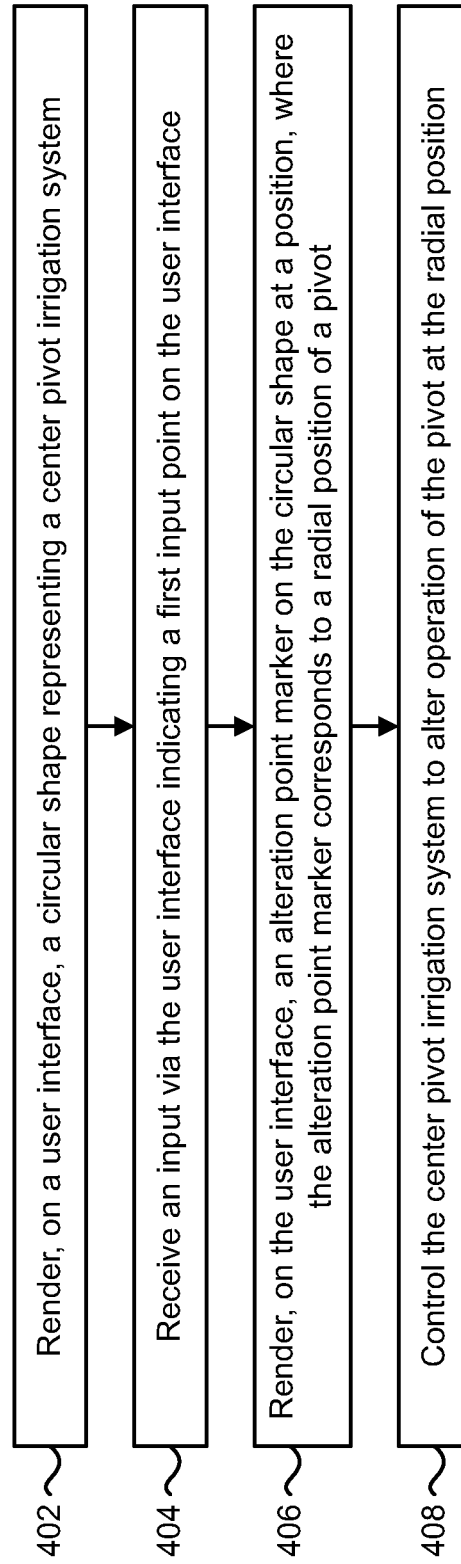 402
Render, on a user interface, a circular shape representing a center pivot irrigation system
404
Receive an input via the user interface indicating a first input point on the user interface
406
Render, on the user interface, an alteration point marker on the circular shape at a position, where
the alteration point marker corresponds to a radial position of a pivot
408
Control the center pivot irrigation system to alter operation of the pivot at the radial position